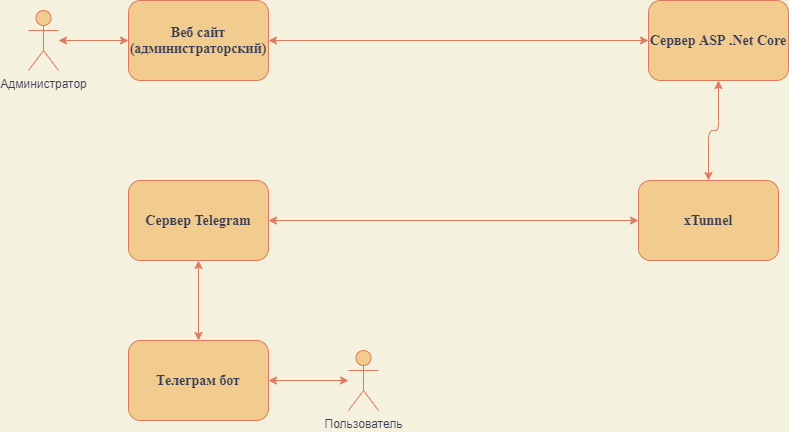 Веб сайт
(администраторский)
Сервер ASP .Net Core
Администратор
Сервер Telegram
xTunnel
Телеграм бот
Пользователь